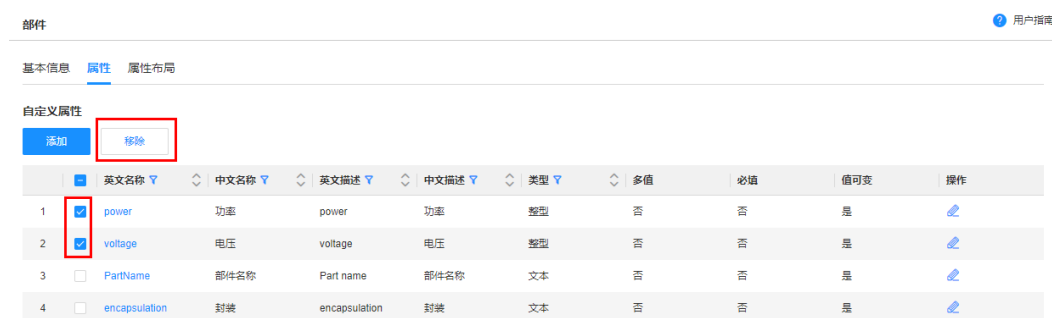 部件
? 用户指南
基本信息 属性 属性布局
自定义属性
添加 移除
英文名称 中文名称 英文描述 中文描述 类型 多值 必填 值可变 操作
1 power 功率 power 功率 整型 否 否 是
2 voltage 电压 voltage 电压 整型 否 否 是
3 PartName 部件名称 Part name 部件名称 文本 否 否 是
4 encapsulation 封装 encapsulation 封装 文本 否 否 是